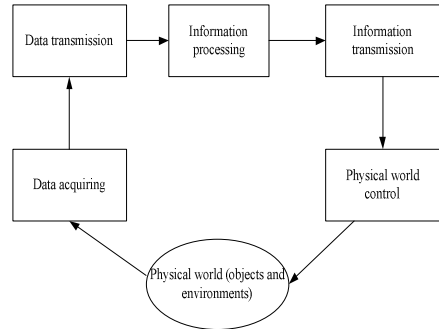 Data transmission
Information
processing
Information
transmission
Data acquiring
Physical world
control
Physical world (objects and
environments)